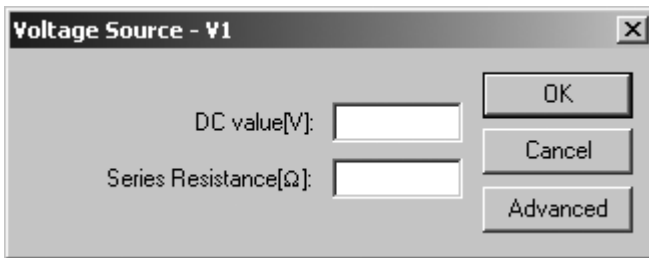 Voltage Source - V1
DC value[V]:
Series Resistance[Ω]:
OK
Cancel
Advanced